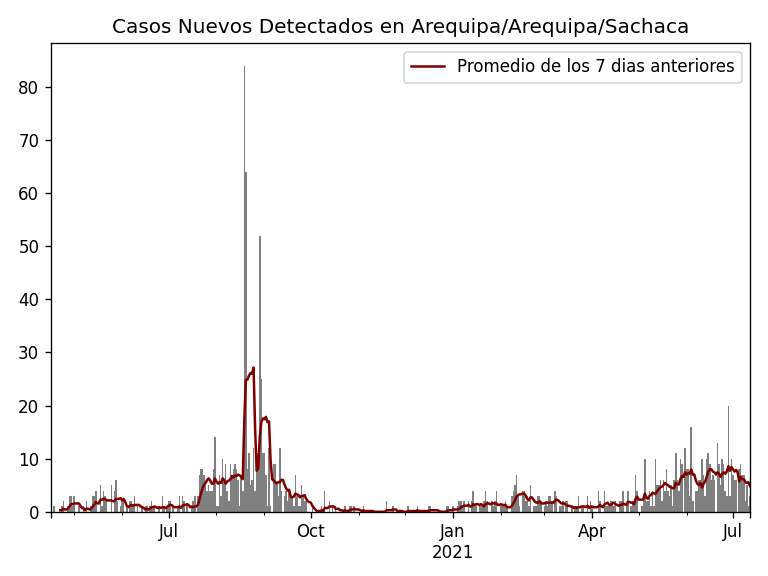 Casos Nuevos Detectados en Arequipa/Arequipa/Sachaca
Promedio de los 7 dias anteriores
80
70
60
50
40
30
20
10
0
Jul
Oct
Jan
Apr
Jul
2021